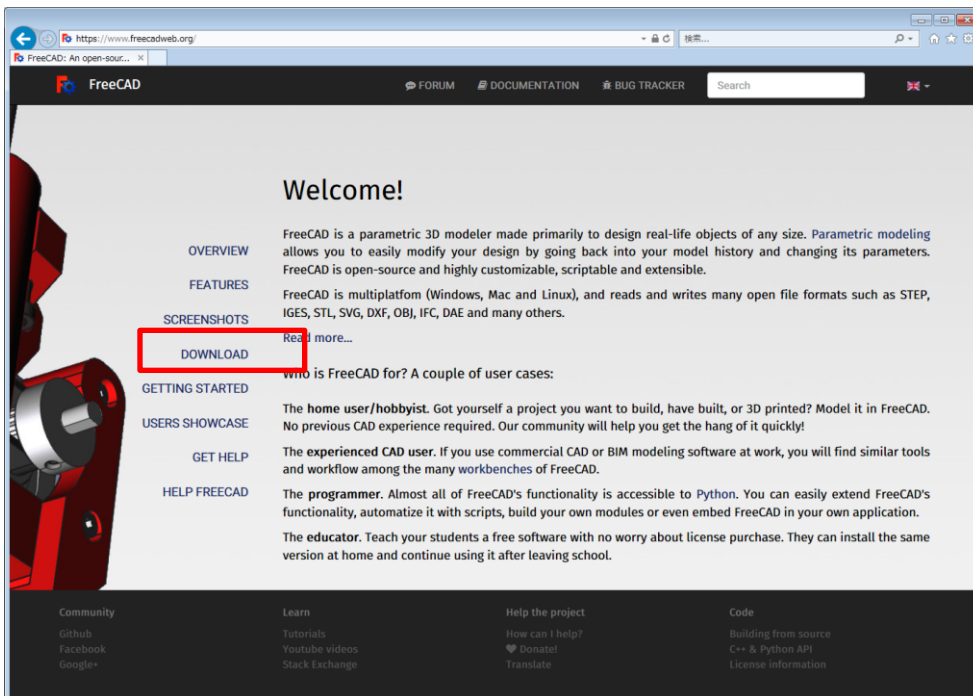 https://www.freecadweb.org/
検索...
FreeCAD: An open-sour...
FreeCAD
FORUM
DOCUMENTATION
BUG TRACKER
Search
OVERVIEW
FEATURES
SCREENSHOTS
DOWNLOAD
GETTING STARTED
USERS SHOWCASE
GET HELP
HELP FREECAD
Welcome!
FreeCAD is a parametric 3D modeler made primarily to design real-life objects of any size. Parametric modeling
allows you to easily modify your design by going back into your model history and changing its parameters.
FreeCAD is open-source and highly customizable, scriptable and extensible.
FreeCAD is multiplatfom (Windows, Mac and Linux), and reads and writes many open file formats such as STEP,
IGES, STL, SVG, DXF, OBJ, IFC, DAE and many others.
Read more...
Who is FreeCAD for? A couple of user cases:
The home user/hobbyist. Got yourself a project you want to build, have built, or 3D printed? Model it in FreeCAD.
No previous CAD experience required. Our community will help you get the hang of it quickly!
The experienced CAD user. If you use commercial CAD or BIM modeling software at work, you will find similar tools
and workflow among the many workbenches of FreeCAD.
The programmer. Almost all of FreeCAD's functionality is accessible to Python. You can easily extend FreeCAD's
functionality, automatize it with scripts, build your own modules or even embed FreeCAD in your own application.
The educator. Teach your students a free software with no worry about license purchase. They can install the same
version at home and continue using it after leaving school.
Community
Github
Facebook
Google+
Learn
Tutorials
Youtube videos
Stack Exchange
Help the project
How can I help?
Donate!
Translate
Code
Building from source
C++ & Python API
License information